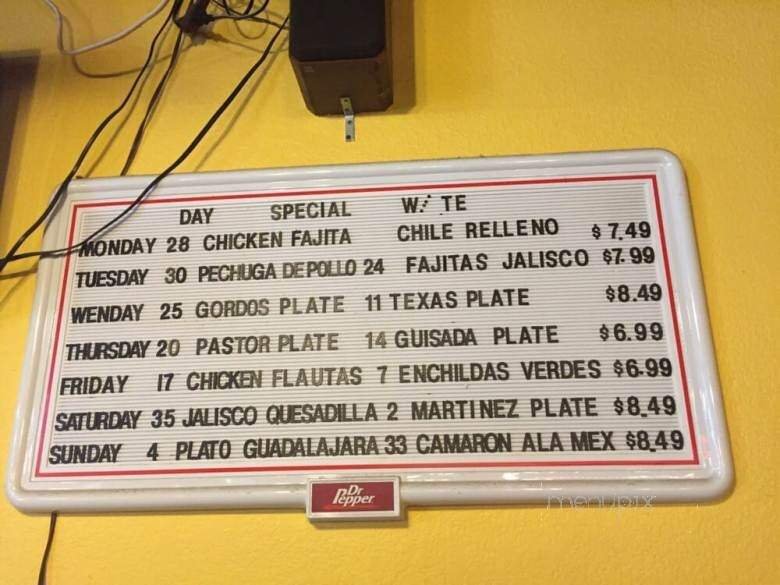 DAY SPECIAL W/ TE
MONDAY 28 CHICKEN FAJITA CHILE RELLENO $ 7.49
TUESDAY 30 PECHUGA DE POLLO 24 FAJITAS JALISCO $7.99
WENDAY 25 GORDOS PLATE 11 TEXAS PLATE $8.49
THURSDAY 20 PASTOR PLATE 14 GUISADA PLATE $6.99
FRIDAY 17 CHICKEN FLAUTAS 7 ENCHILDAS VERDES $6.99
SATURDAY 35 JALISCO QUESADILLA 2 MARTINEZ PLATE $8.49
SUNDAY 4 PLATO GUADALAJARA 33 CAMARON ALA MEX $8.49
Dr Pepper
menupix